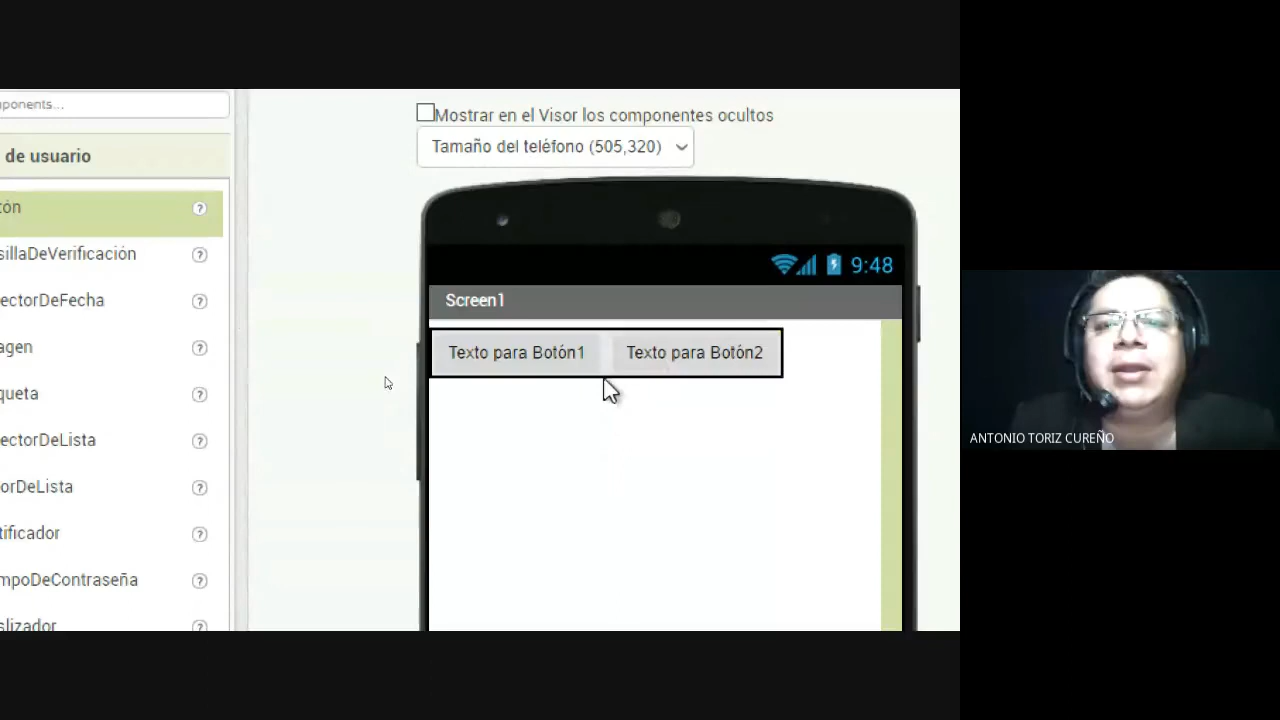 ponents...
Mostrar en el Visor los componentes ocultos
Tamaño del teléfono (505,320)
de usuario
9:48
Screen1
Texto para Botón1 Texto para Botón2
tón
sillaDeVerificación
ectorDeFecha
agen
queta
ectorDeLista
orDeLista
tificador
mpoDeContraseña
slizador
ANTONIO TORIZ CUREÑO